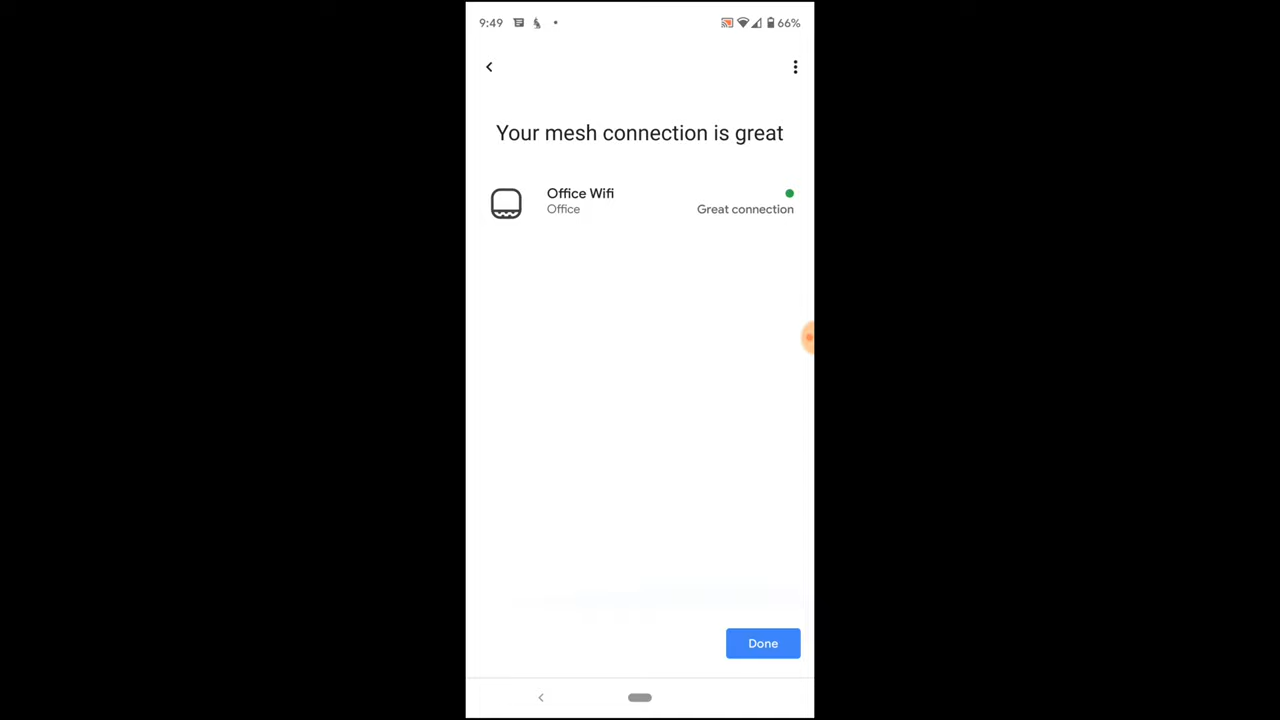 9:49 66%
Your mesh connection is great
Office Wifi
Office Great connection
Done